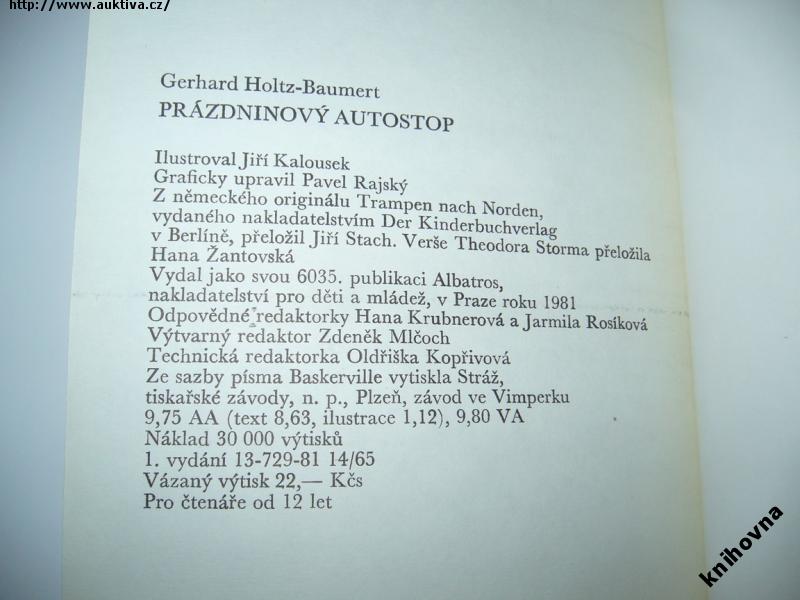 http://www.auktiva.cz/
Gerhard Holtz-Baumert
PRÁZDNINOVÝ AUTOSTOP
Ilustroval Jiří Kalousek
Graficky upravil Pavel Rajský
Z německého originálu Trampen nach Norden,
vydaného nakladatelstvím Der Kinderbuchverlag
v Berlíně, přeložil Jiří Stach. Verše Theodora Storma přeložila
Hana Žantovská
Vydal jako svou 6035. publikaci Albatros,
nakladatelství pro děti a mládež, v Praze roku 1981
Odpovědné redaktorky Hana Krubnerová a Jarmila Rosíková
Výtvarný redaktor Zdeněk Mlčoch
Technická redaktorka Oldřiška Kopřivová
Ze sazby písma Baskerville vytiskla Stráž,
tiskařské závody, n. p., Plzeň, závod ve Vimperku
9,75 AA (text 8,63, ilustrace 1,12), 9,80 VA
Náklad 30 000 výtisků
1. vydání 13-729-81 14/65
Vázaný výtisk 22,— Kčs
Pro čtenáře od 12 let
knihovna